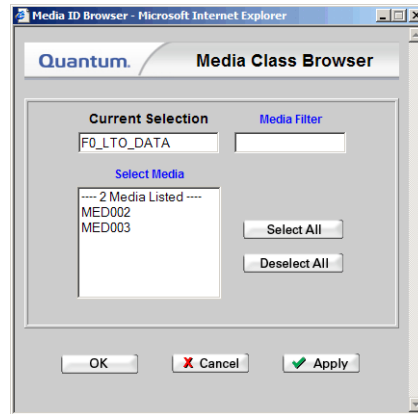 Media ID Browser - Microsoft Internet Explorer
Quantum. Media Class Browser
Current Selection Media Filter
F0_LTO_DATA
Select Media
---- 2 Media Listed ----
MED002
MED003
Select All
Deselect All
OK Cancel Apply